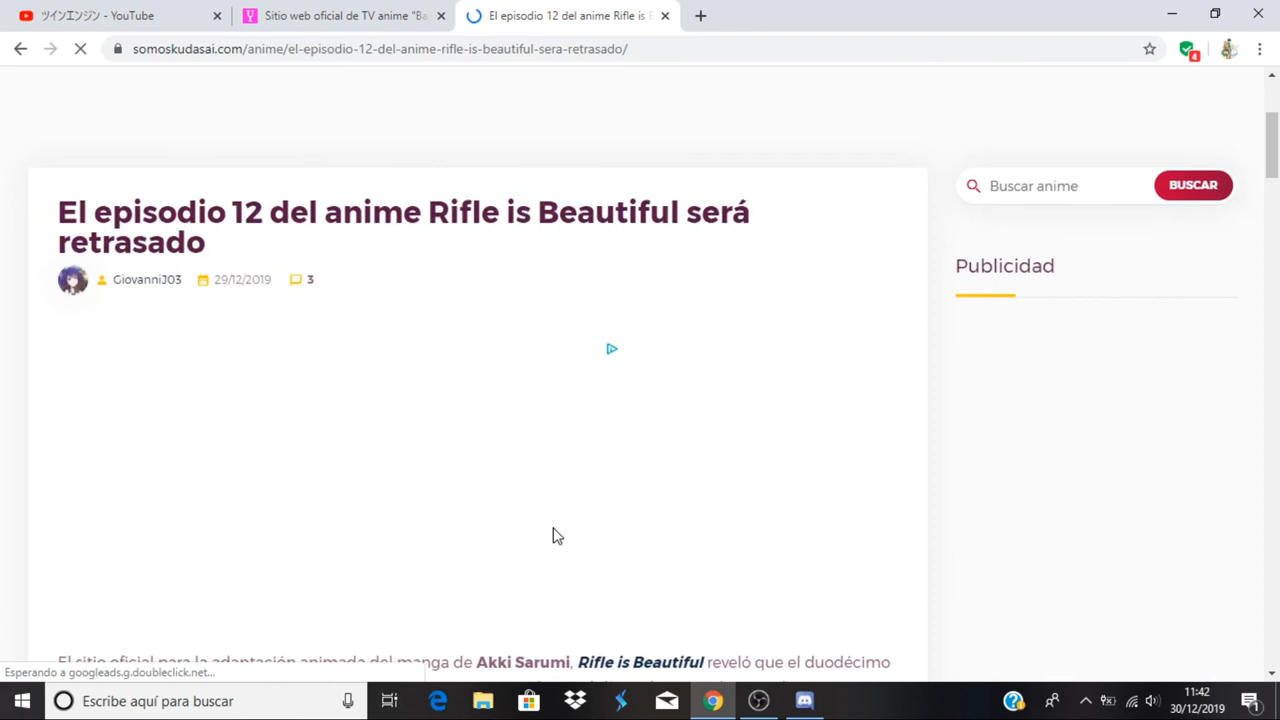 ツインエンジン - YouTube
Sitio web oficial de TV anime "Ba
El episodio 12 del anime Rifle is B
somoskudasai.com/anime/el-episodio-12-del-anime-rifle-is-beautiful-sera-retrasado/
4
El episodio 12 del anime Rifle is Beautiful será
retrasado
GiovanniJ03 29/12/2019 3
Buscar anime
BUSCAR
Publicidad
El sitio oficial para la adaptación animada del manga de Akki Sarumi, Rifle is Beautiful reveló que el duodécimo
Esperando a googleads.g.doubleclick.net...
Escribe aquí para buscar
11:42
30/12/2019
1